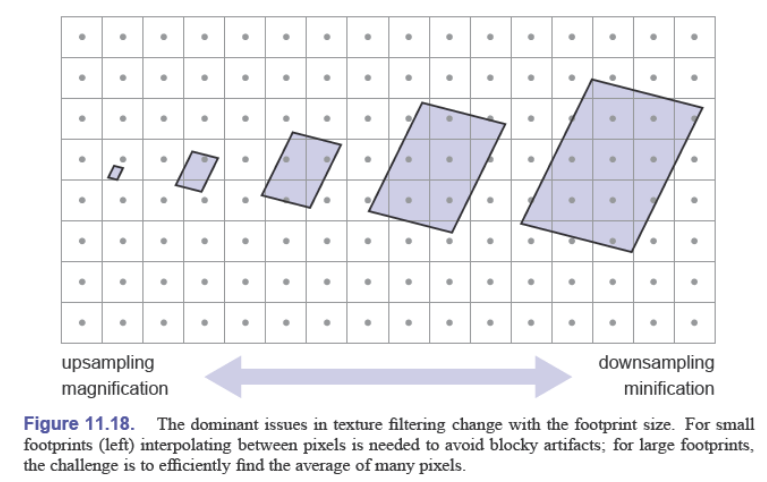 upsampling
magnification
downsampling
minification
Figure 11.18. The dominant issues in texture filtering change with the footprint size. For small
footprints (left) interpolating between pixels is needed to avoid blocky artifacts; for large footprints,
the challenge is to efficiently find the average of many pixels.